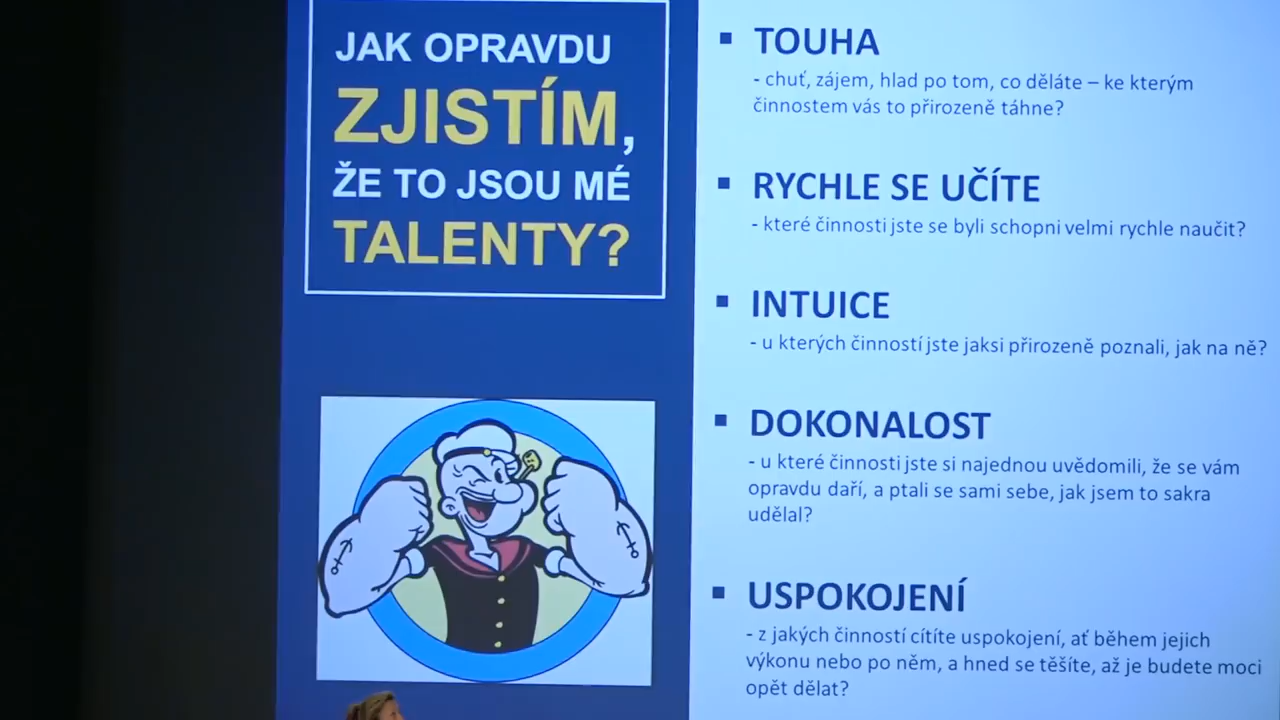 JAK OPRAVDU
ZJISTÍM,
ŽE TO JSOU MÉ
TALENTY?
▪ TOUHA
- chuť, zájem, hlad po tom, co děláte – ke kterým
činnostem vás to přirozeně táhne?
▪ RYCHLE SE UČÍTE
- které činnosti jste se byli schopni velmi rychle naučit?
▪ INTUICE
- u kterých činností jste jaksi přirozeně poznali, jak na ně?
▪ DOKONALOST
- u které činnosti jste si najednou uvědomili, že se vám
opravdu daří, a ptali se sami sebe, jak jsem to sakra
udělal?
▪ USPOKOJENÍ
- z jakých činností cítíte uspokojení, ať během jejich
výkonu nebo po něm, a hned se těšíte, až je budete moci
opět dělat?